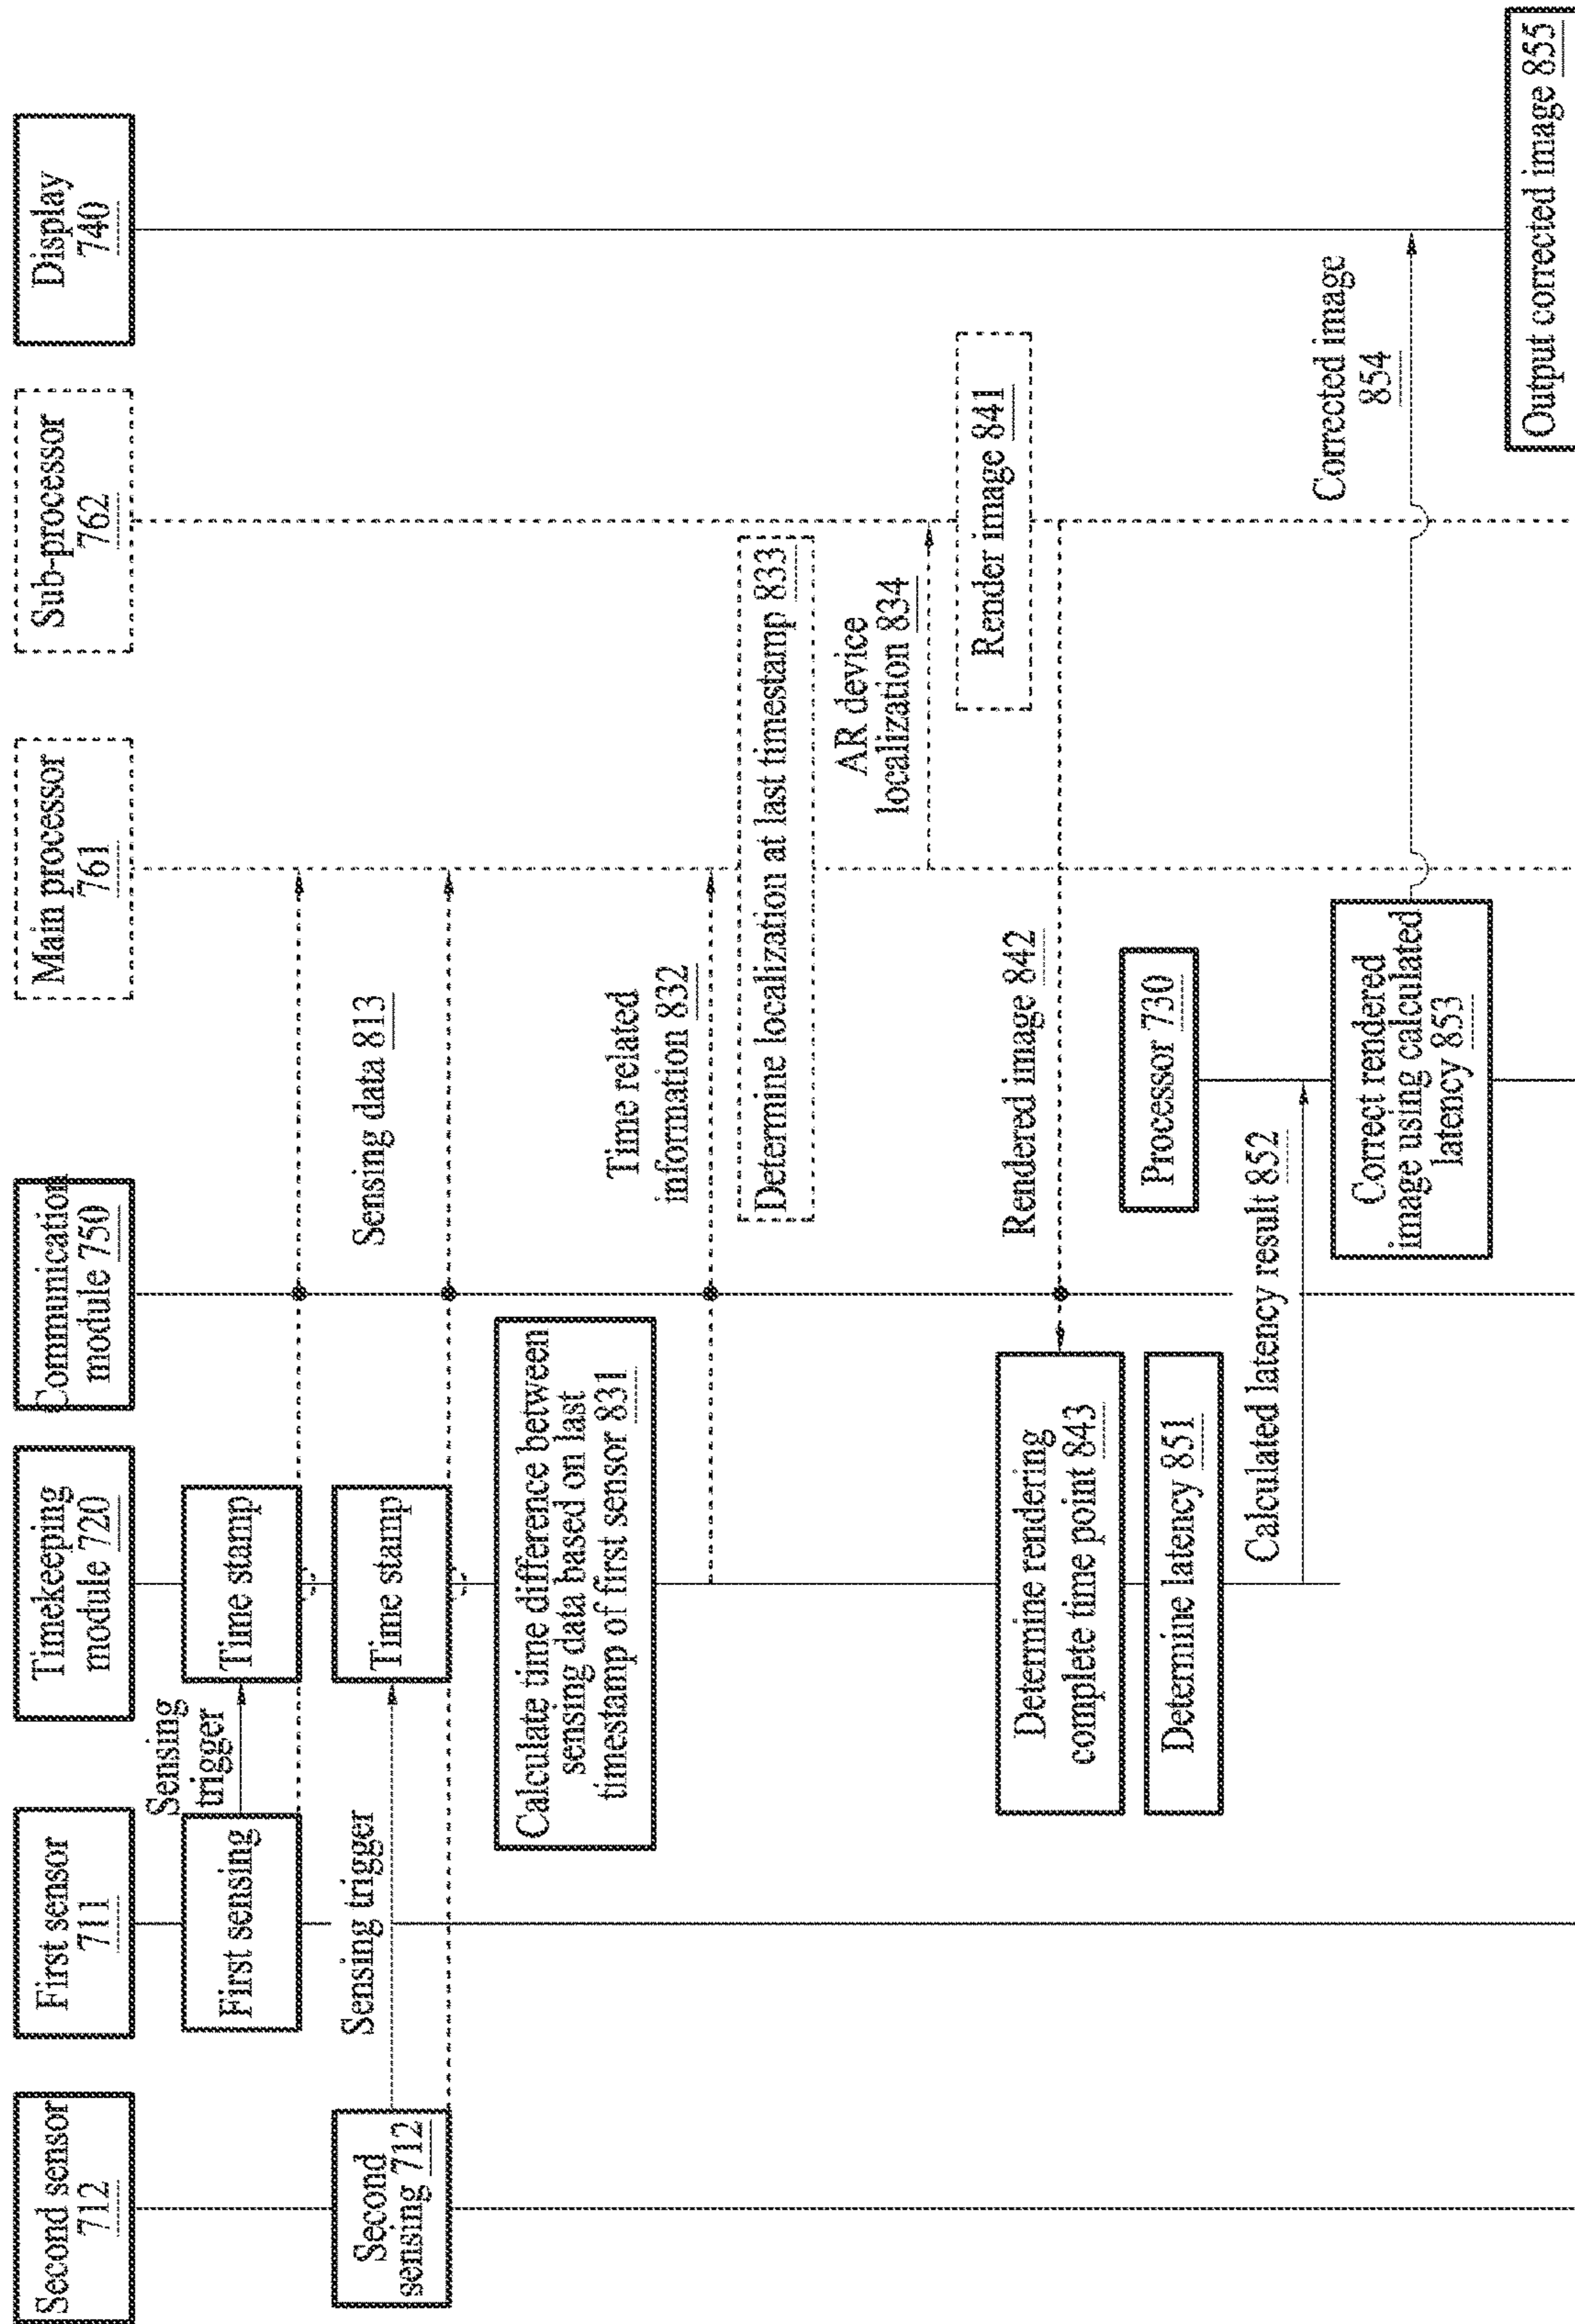 Second sensor
712
First sensor
711
Timekeeping
module 720
Communication
module 750
Main processor
761
Sub-processor
762
Display
740
First sensing
Sensing
trigger
Time stamp
Second
sensing 712
Sensing trigger
Time stamp
Sensing data 813
Calculate time difference between
sensing data based on last
timestamp of first sensor 831
Time related
information 832
Determine localization at last timestamp 833
AR device
localization 834
Render image 841
Rendered image 842
Determine rendering
complete time point 843
Determine latency 851
Processor 730
Calculated latency result 852
Correct rendered
image using calculated
latency 853
Corrected image
854
Output corrected image 855